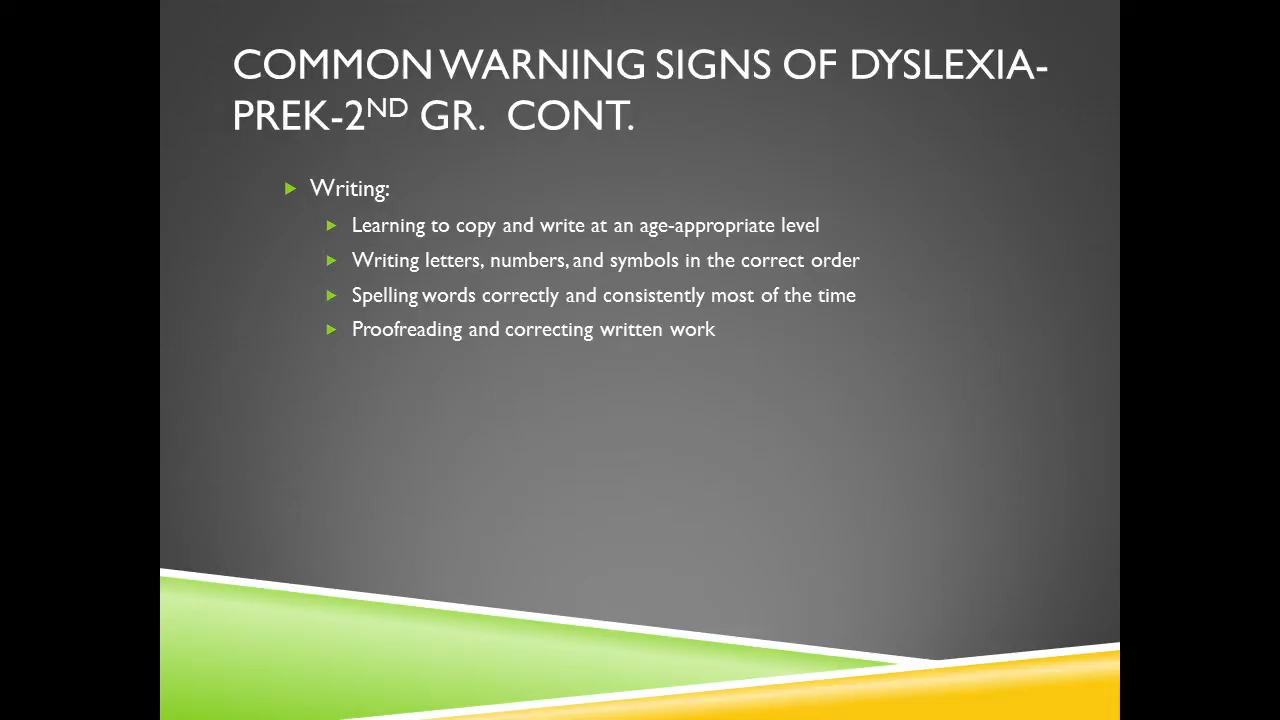 COMMON WARNING SIGNS OF DYSLEXIA-
PREK-2ND GR. CONT.
Writing:
Learning to copy and write at an age-appropriate level
Writing letters, numbers, and symbols in the correct order
Spelling words correctly and consistently most of the time
Proofreading and correcting written work